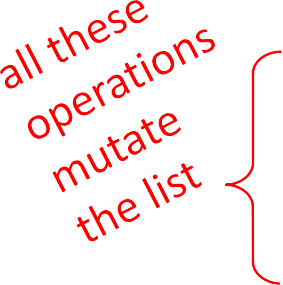 all these
operations
mutate
the list